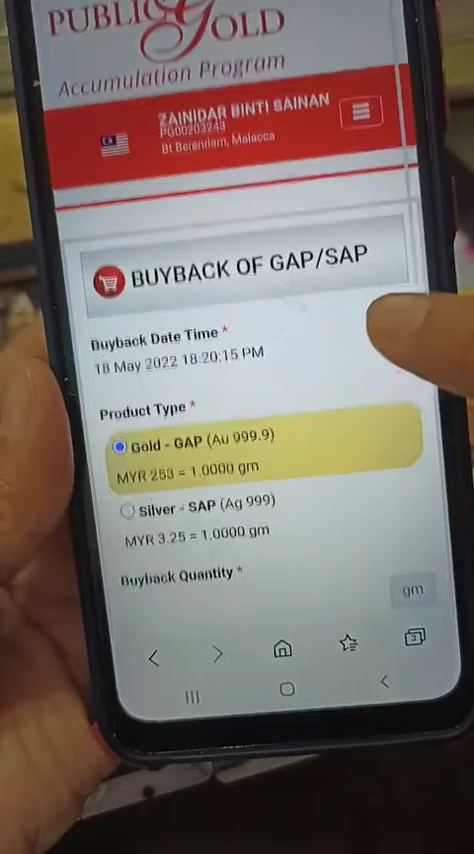 PUBLIC GOLD
Accumulation Program
ZAINIDAR BINTI SAINAN
PG00203243
Bt Berendam, Malacca
BUYBACK OF GAP/SAP
Buyback Date Time *
18 May 2022 18:20:15 PM
Product Type *
Gold - GAP (Au 999.9)
MYR 253 = 1.0000 gm
Silver - SAP (Ag 999)
MYR 3.25 = 1.0000 gm
Buyback Quantity *
gm
3